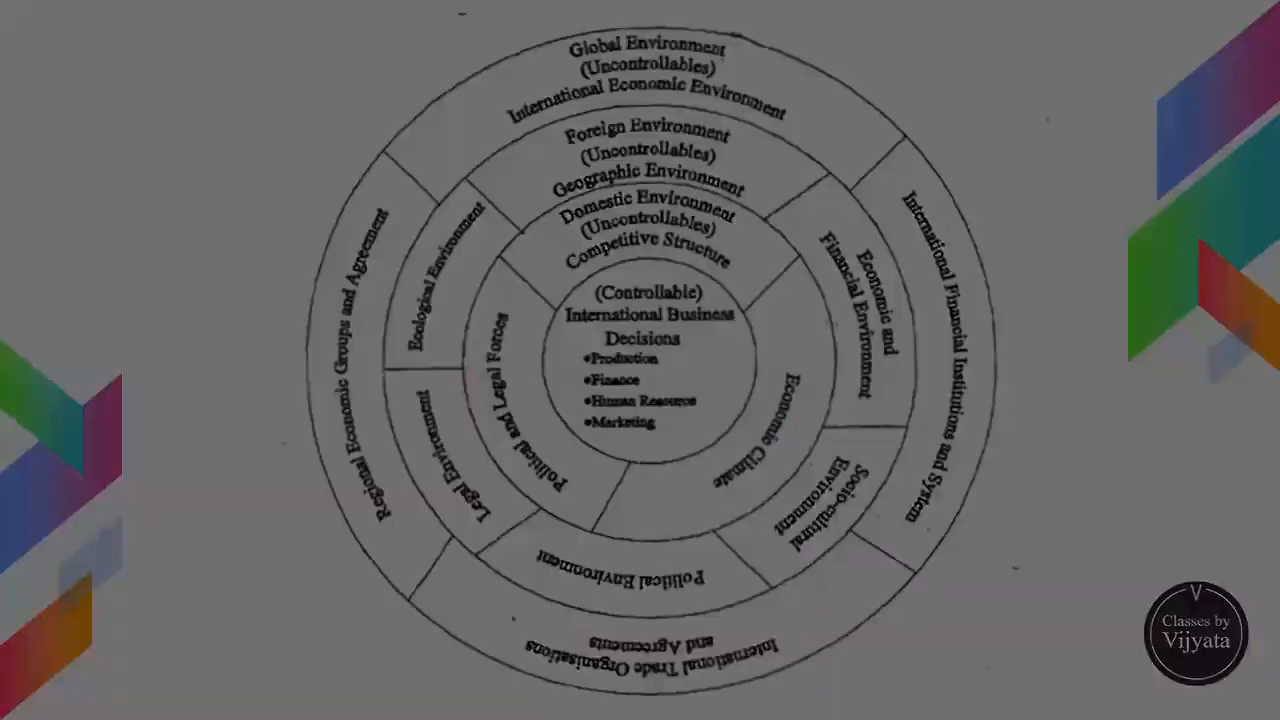 Global Environment
(Uncontrollables)
International Economic Environment
Foreign Environment
(Uncontrollables)
Geographic Environment
Domestic Environment
(Uncontrollables)
Competitive Structure
(Controllable)
International Business
Decisions
•Production
•Finance
•Human Resource
•Marketing
Political and Legal Forces
Economic Climate
Ecological Environment
Legal Environment
Political Environment
Socio-cultural
Environment
Economic and
Financial Environment
Regional Economic Groups and Agreement
International Trade Organisations
and Agreements
International Financial Institutions and System
Classes by
Vijyata